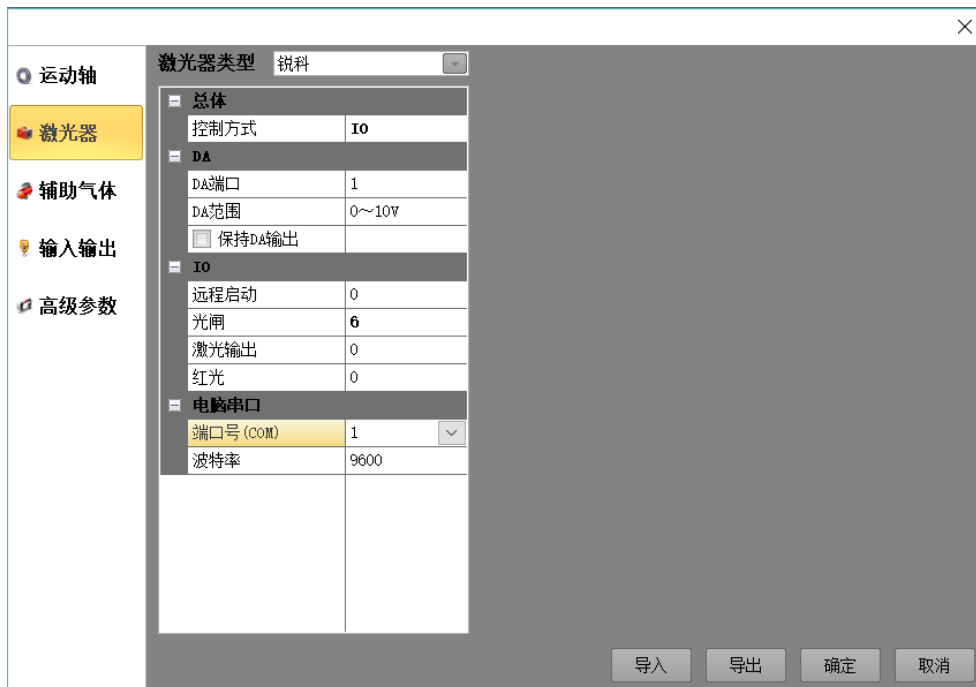 激光器类型 锐科
运动轴
激光器
辅助气体
输入输出
高级参数
总体
控制方式 IO
DA
DA端口 1
DA范围 0～10V
保持DA输出
IO
远程启动 0
光闸 6
激光输出 0
红光 0
电脑串口
端口号(COM) 1
波特率 9600
导入 导出 确定 取消